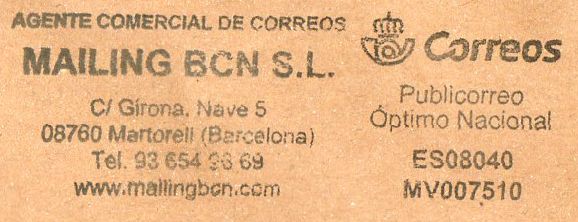 AGENTE COMERCIAL DE CORREOS
MAILING BCN S.L.
C/ Girona, Nave 5
08760 Martorell (Barcelona)
Tel. 93 654 36 69
www.mailingbcn.com
Correos
Publicorreo
Óptimo Nacional
ES08040
MV007510